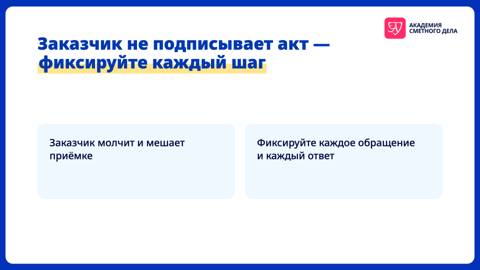 АКАДЕМИЯ
СМЕТНОГО ДЕЛА
Заказчик не подписывает акт —
фиксируйте каждый шаг
Заказчик молчит и мешает
приёмке
Фиксируйте каждое обращение
и каждый ответ